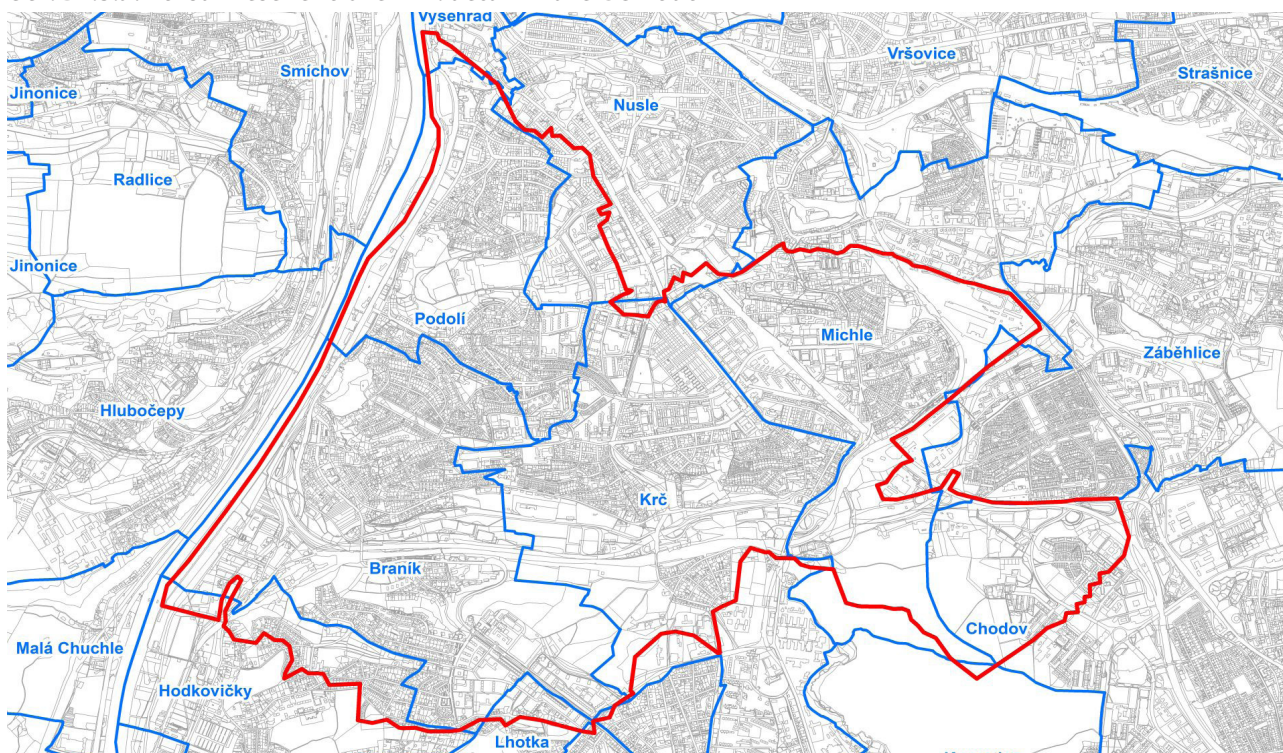 Vyšehrad
Smíchov
Vršovice
Strašnice
Jinonice
Nusle
Radlice
Jinonice
Podolí
Michle
Záběhlice
Hlubočepy
Krč
Braník
Chodov
Malá Chuchle
Hodkovičky
Lhotka